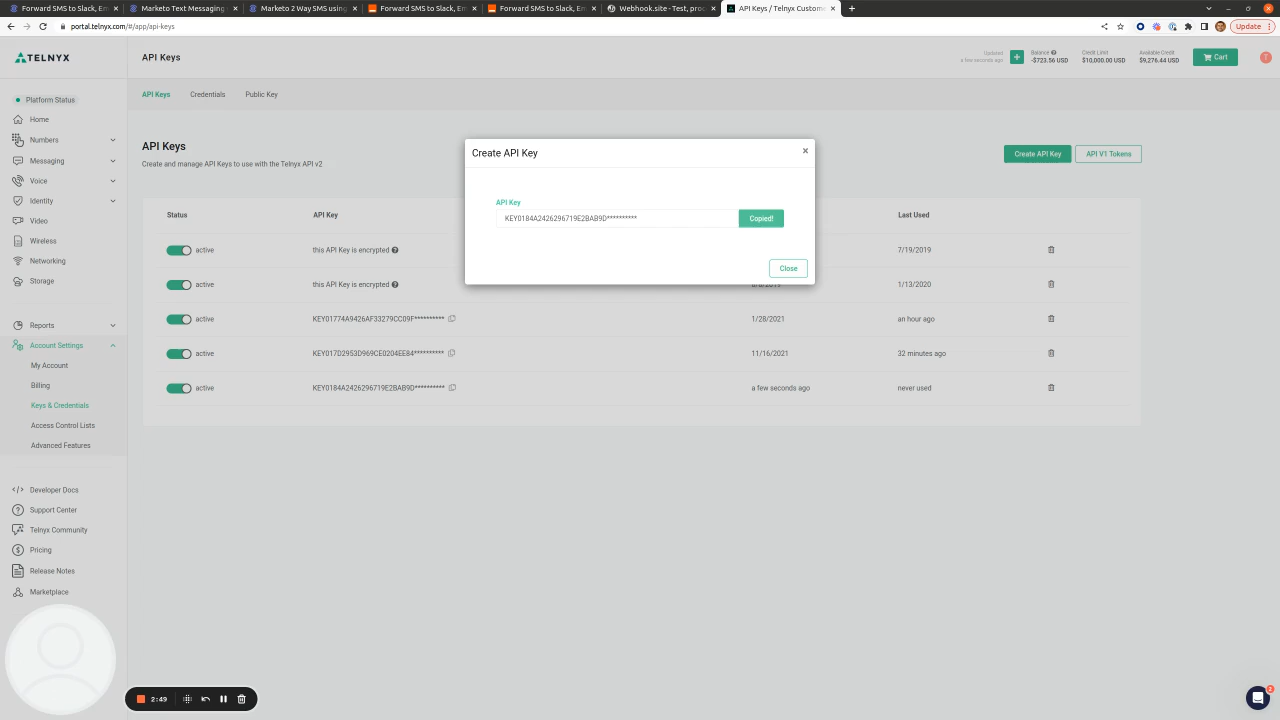 Forward SMS to Slack, Em
Marketo Text Messaging
Marketo 2 Way SMS using
Forward SMS to Slack, Em
Forward SMS to Slack, Em
Webhook.site - Test, proc
API Keys / Telnyx Custome
portal.telnyx.com/#/app/api-keys
Update
TELNYX
API Keys
Updated
a few seconds ago
Balance
-$723.56 USD
Credit Limit
$10,000.00 USD
Available Credit
$9,276.44 USD
Cart
API Keys
Credentials
Public Key
Platform Status
Home
Numbers
Messaging
Voice
Identity
Video
Wireless
Networking
Storage
Reports
Account Settings
My Account
Billing
Keys & Credentials
Access Control Lists
Advanced Features
Developer Docs
Support Center
Telnyx Community
Pricing
Release Notes
Marketplace
API Keys
Create and manage API Keys to use with the Telnyx API v2
Create API Key
API V1 Tokens
Status
API Key
Last Used
active
this API Key is encrypted
7/19/2019
active
this API Key is encrypted
1/13/2020
active
KEY01774A9426AF33279CC09F**********
1/28/2021
an hour ago
active
KEY017D2953D969CE0204EE84**********
11/16/2021
32 minutes ago
active
KEY0184A2426296719E2BAB9D**********
a few seconds ago
never used
Create API Key
×
API Key
KEY0184A2426296719E2BAB9D**********
Copied!
Close
2:49
2